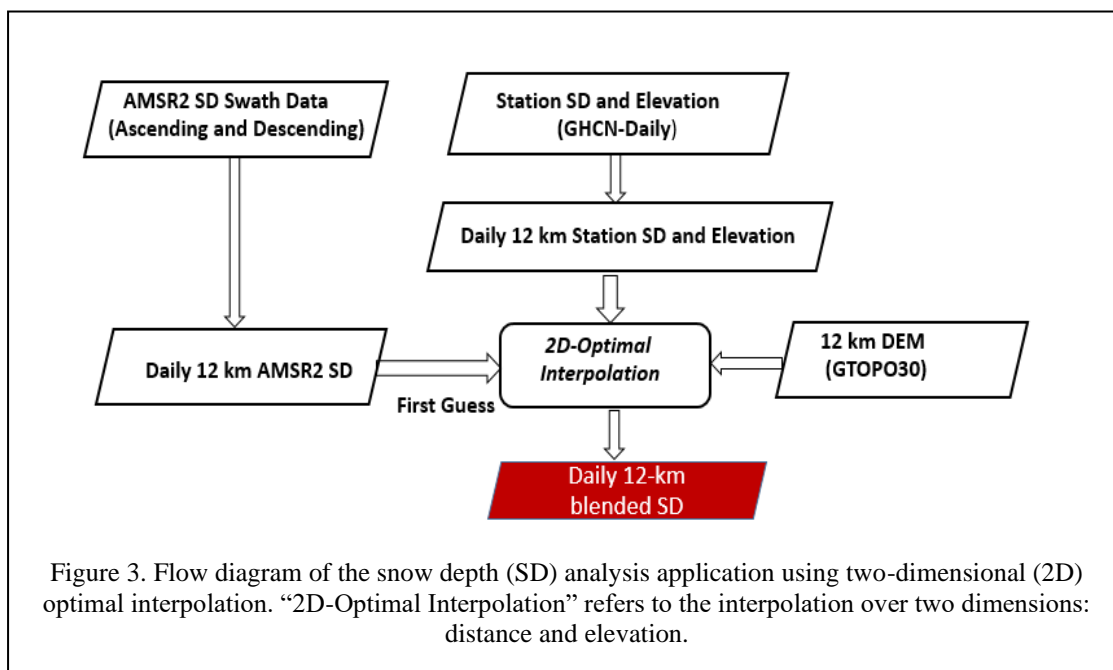 AMSR2 SD Swath Data
(Ascending and Descending)
Station SD and Elevation
(GHCN-Daily)
Daily 12 km Station SD and Elevation
Daily 12 km AMSR2 SD
First Guess
2D-Optimal
Interpolation
12 km DEM
(GTOPO30)
Daily 12-km
blended SD
Figure 3. Flow diagram of the snow depth (SD) analysis application using two-dimensional (2D)
optimal interpolation. “2D-Optimal Interpolation” refers to the interpolation over two dimensions:
distance and elevation.